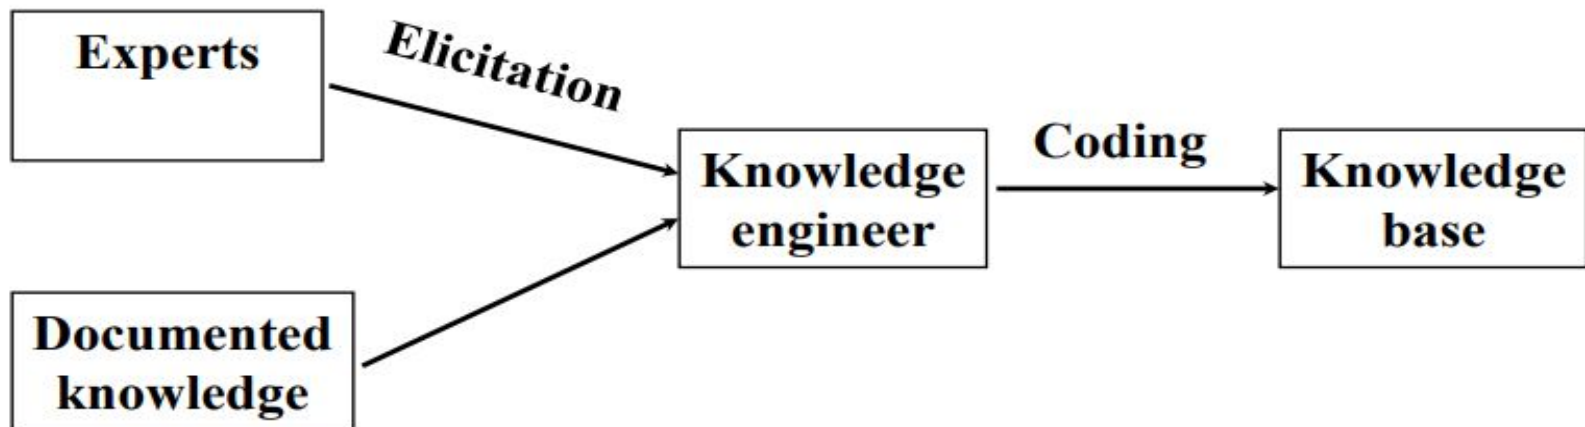 Experts
Elicitation
Knowledge
engineer
Coding
Knowledge
base
Documented
knowledge